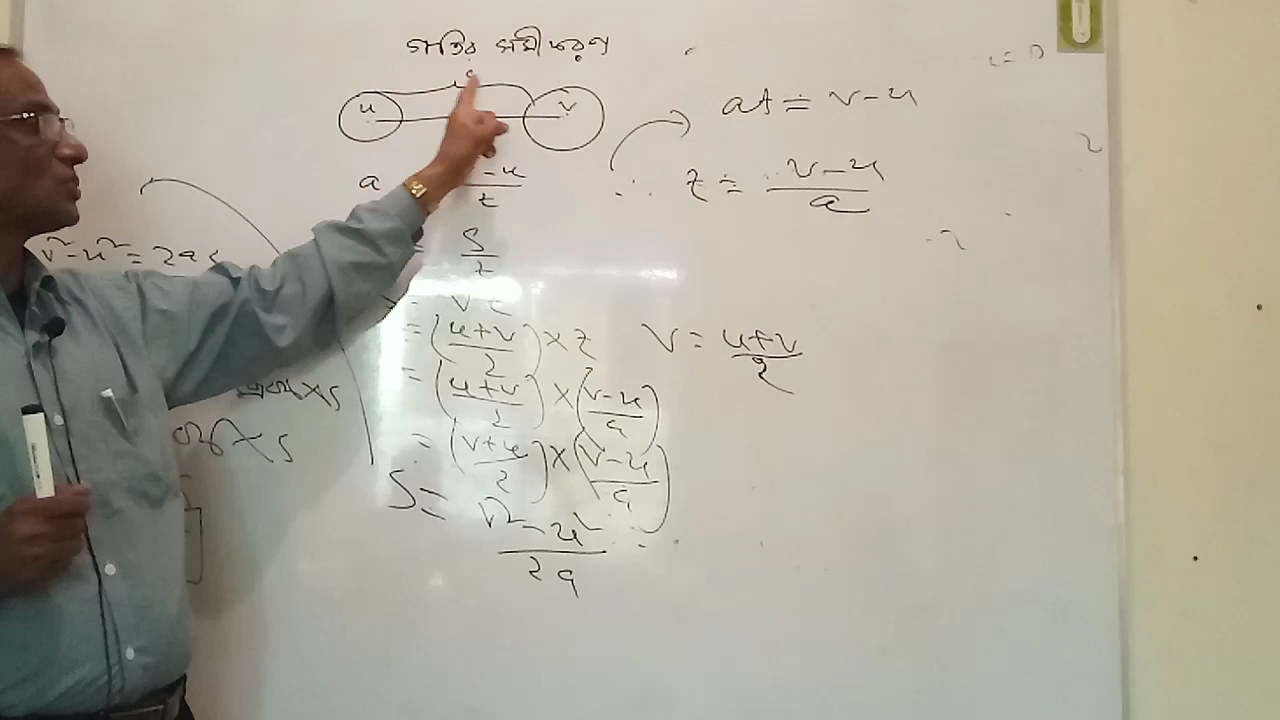 গতির সমীকরণ
u s v
at = v-u
a -u/t
∴ t = v-u/a
v²-u²=2as
s/t
= vt
= (u+v/2) × t v = u+v/2
= (u+v/2) × (v-u/a)
×s
= (v+u/2) × (v-u/a)
×s
S = v²-u²/2a